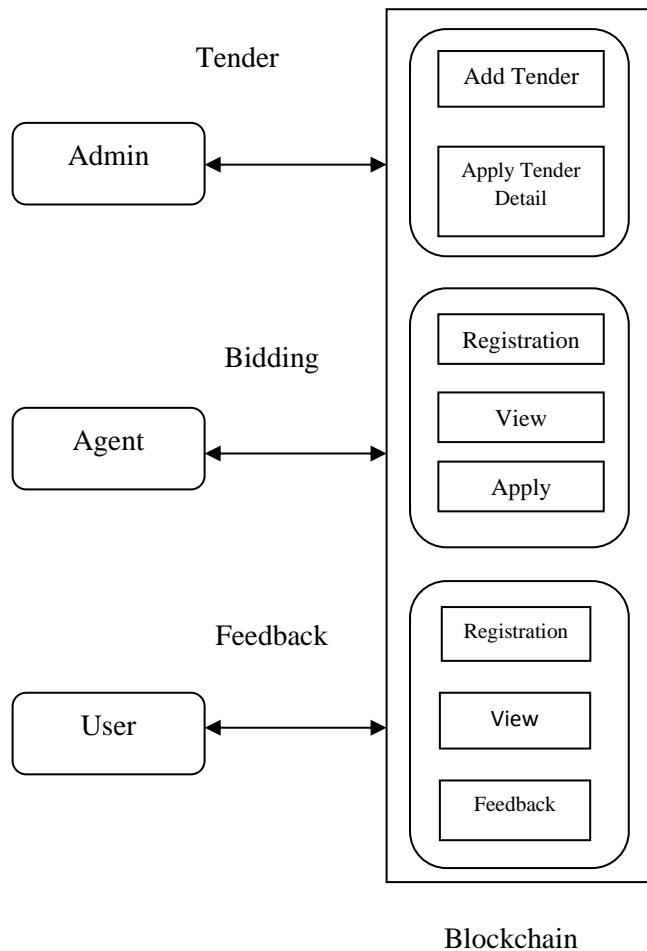 Tender
Admin
Add Tender
Apply Tender
Detail
Bidding
Agent
Registration
View
Apply
Feedback
User
Registration
View
Feedback
Blockchain